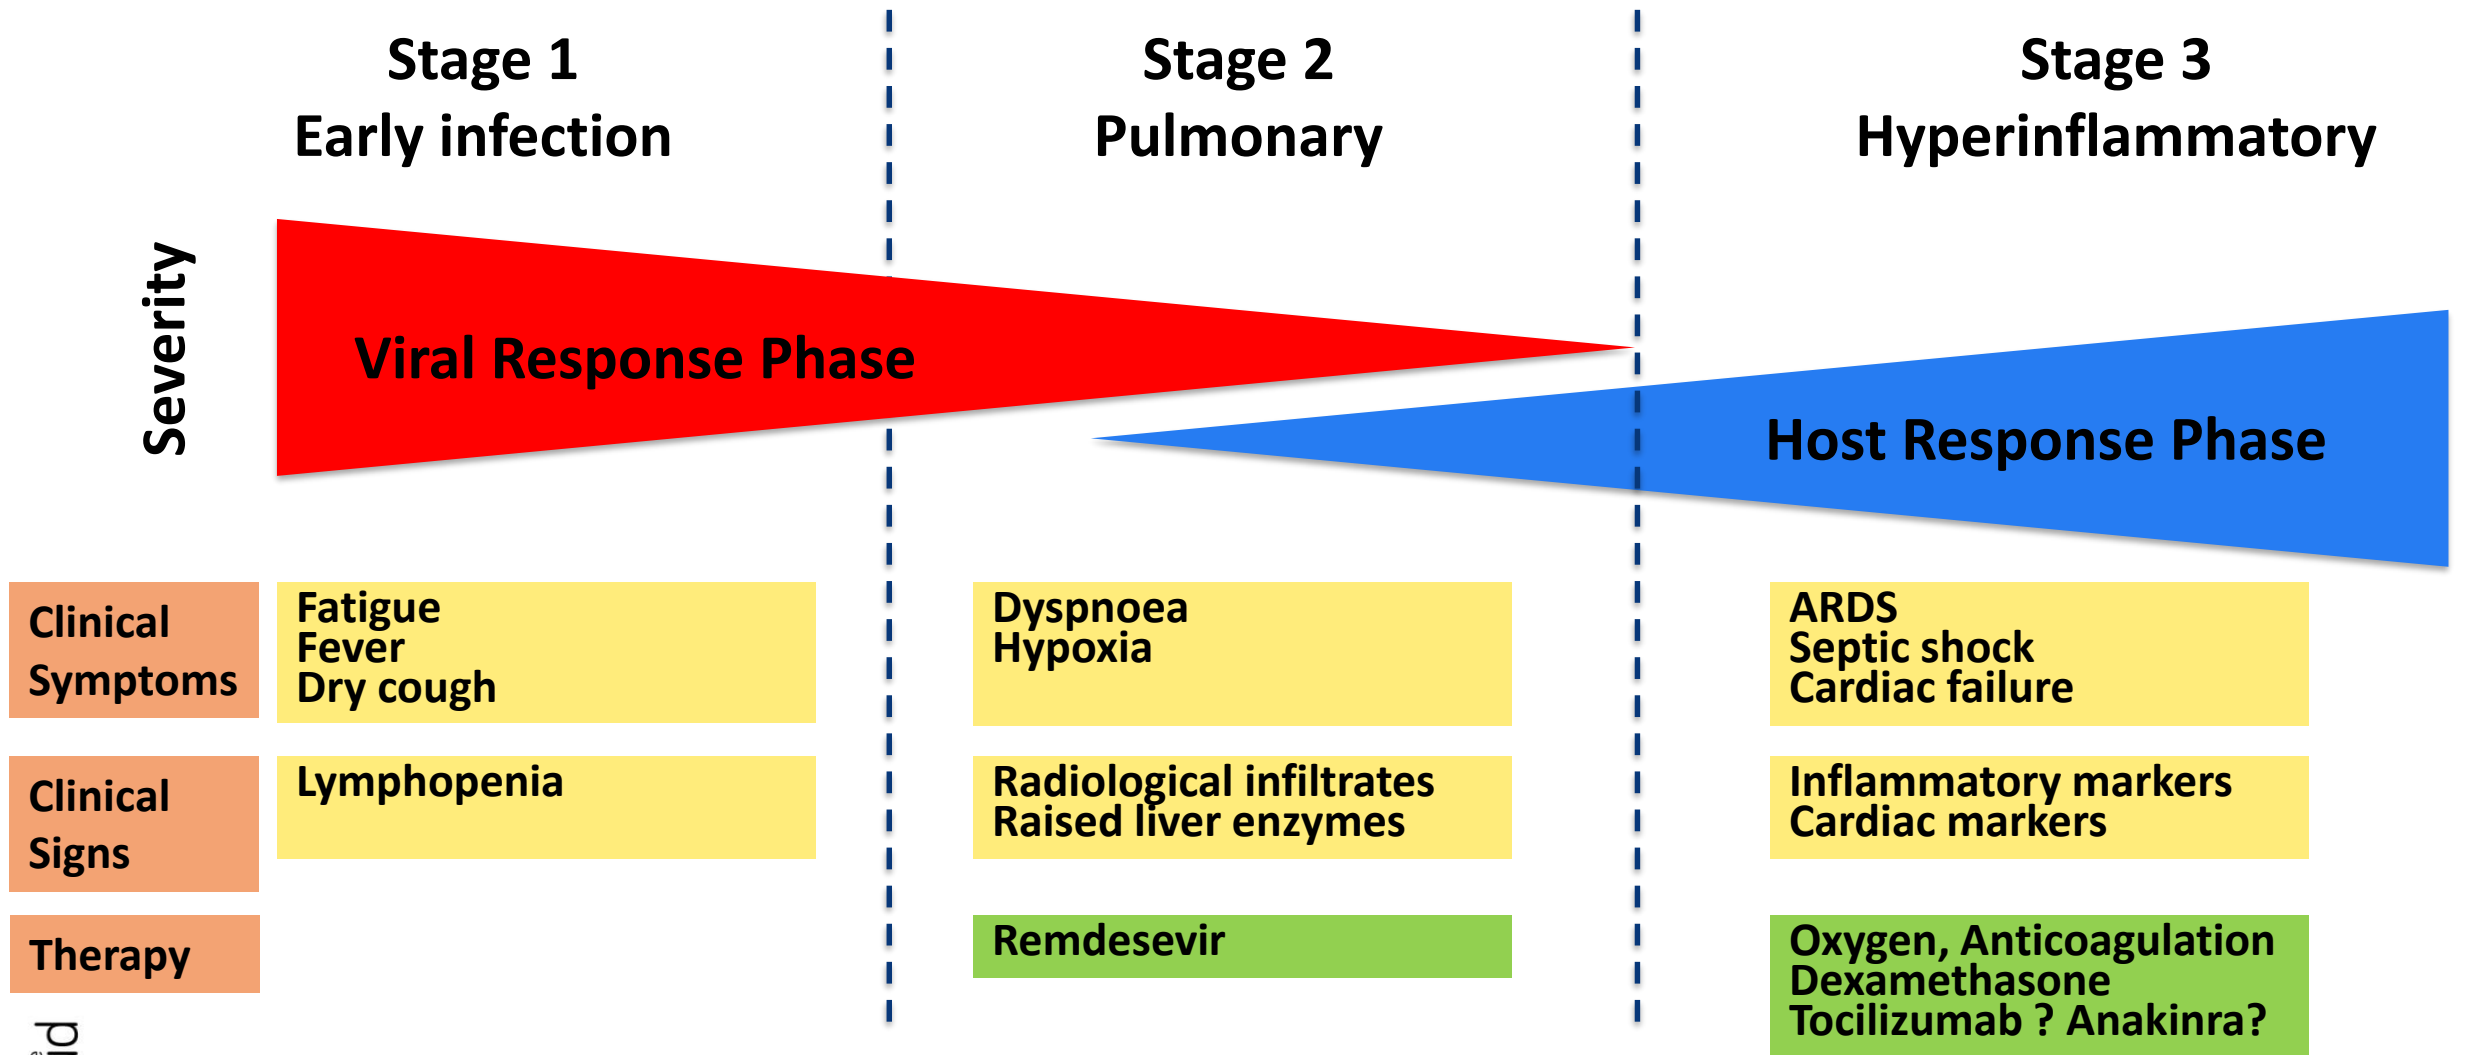 Stage 1
Early infection
Stage 2
Pulmonary
Stage 3
Hyperinflammatory
Severity
Viral Response Phase
Host Response Phase
Clinical
Symptoms
Fatigue
Fever
Dry cough
Dyspnoea
Hypoxia
ARDS
Septic shock
Cardiac failure
Clinical
Signs
Lymphopenia
Radiological infiltrates
Raised liver enzymes
Inflammatory markers
Cardiac markers
Therapy
Remdesevir
Oxygen, Anticoagulation
Dexamethasone
Tocilizumab ? Anakinra?